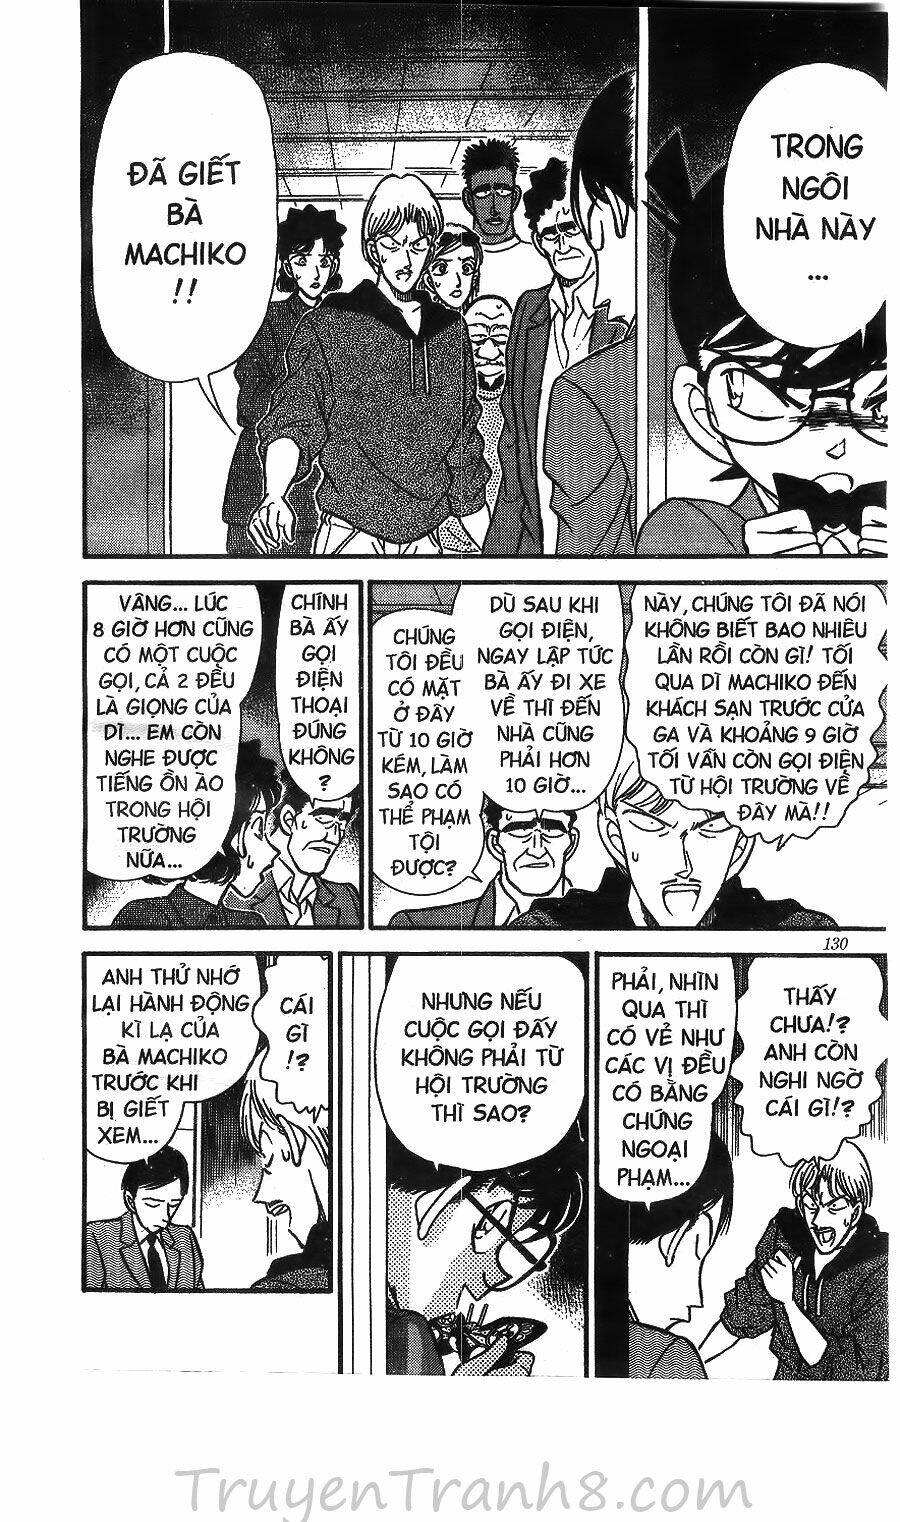 TRONG
NGÔI
NHÀ NÀY
...
ĐÃ GIẾT
BÀ
MACHIKO
!!
NÀY, CHÚNG TÔI ĐÃ NÓI
KHÔNG BIẾT BAO NHIÊU
LẦN RỒI CÒN GÌ! TỐI
QUA DÌ MACHIKO ĐẾN
KHÁCH SẠN TRƯỚC CỬA
GA VÀ KHOẢNG 9 GIỜ
TỐI VẪN CÒN GỌI ĐIỆN
TỪ HỘI TRƯỜNG VỀ
ĐÂY MÀ!!
DÙ SAU KHI
GỌI ĐIỆN,
NGAY LẬP TỨC
BÀ ẤY ĐI XE
VỀ THÌ ĐẾN
NHÀ CŨNG
PHẢI HƠN
10 GIỜ...
CHÚNG
TÔI ĐỀU
CÓ MẶT
Ở ĐÂY
TỪ 10 GIỜ
KÉM, LÀM
SAO CÓ
THỂ PHẠM
TỘI
ĐƯỢC?
CHÍNH
BÀ ẤY
GỌI
ĐIỆN
THOẠI
ĐÚNG
KHÔNG
?
VÂNG... LÚC
8 GIỜ HƠN CŨNG
CÓ MỘT CUỘC
GỌI, CẢ 2 ĐỀU
LÀ GIỌNG CỦA
DÌ... EM CÒN
NGHE ĐƯỢC
TIẾNG ỒN ÀO
TRONG HỘI
TRƯỜNG
NỮA...
130
THẤY
CHƯA!?
ANH CÒN
NGHI NGỜ
CÁI GÌ!?
PHẢI, NHÌN
QUA THÌ
CÓ VẺ NHƯ
CÁC VỊ ĐỀU
CÓ BẰNG
CHỨNG
NGOẠI
PHẠM...
NHƯNG NẾU
CUỘC GỌI ĐẤY
KHÔNG PHẢI TỪ
HỘI TRƯỜNG
THÌ SAO?
CÁI
GÌ
!?
ANH THỬ NHỚ
LẠI HÀNH ĐỘNG
KÌ LẠ CỦA
BÀ MACHIKO
TRƯỚC KHI
BỊ GIẾT
XEM...
TruyenTranh8.com